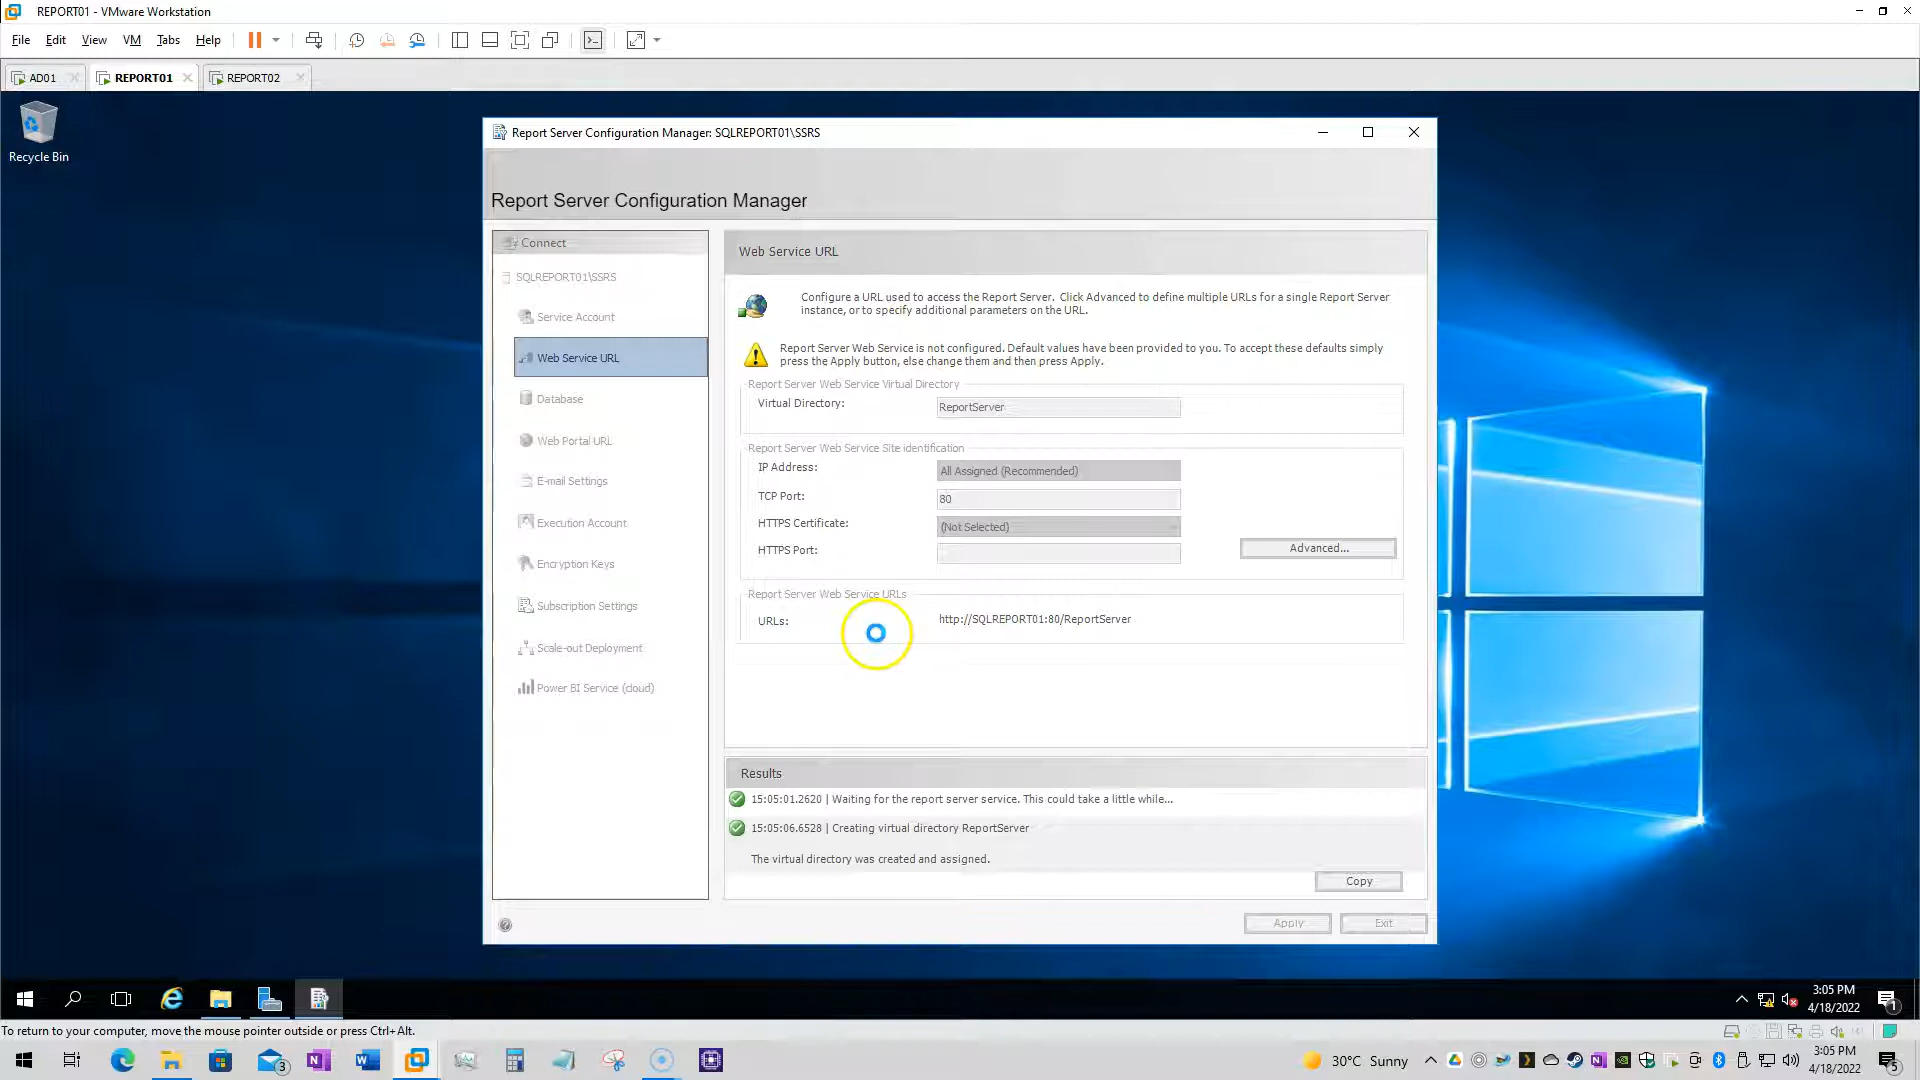 REPORT01 - VMware Workstation
File Edit View VM Tabs Help
AD01 REPORT01 REPORT02
Recycle Bin
Report Server Configuration Manager: SQLREPORT01\SSRS
Report Server Configuration Manager
Connect
SQLREPORT01\SSRS
Service Account
Web Service URL
Database
Web Portal URL
E-mail Settings
Execution Account
Encryption Keys
Subscription Settings
Scale-out Deployment
Power BI Service (cloud)
Web Service URL
Configure a URL used to access the Report Server. Click Advanced to define multiple URLs for a single Report Server
instance, or to specify additional parameters on the URL.
Report Server Web Service is not configured. Default values have been provided to you. To accept these defaults simply
press the Apply button, else change them and then press Apply.
Report Server Web Service Virtual Directory
Virtual Directory: ReportServer
Report Server Web Service Site identification
IP Address: All Assigned (Recommended)
TCP Port: 80
HTTPS Certificate: (Not Selected)
HTTPS Port:
Advanced...
Report Server Web Service URLs
URLs: http://SQLREPORT01:80/ReportServer
Results
15:05:01.2620 | Waiting for the report server service. This could take a little while...
15:05:06.6528 | Creating virtual directory ReportServer
The virtual directory was created and assigned.
Copy
Apply Exit
3:05 PM
4/18/2022
1
To return to your computer, move the mouse pointer outside or press Ctrl+Alt.
3
30°C Sunny
3:05 PM
4/18/2022
5